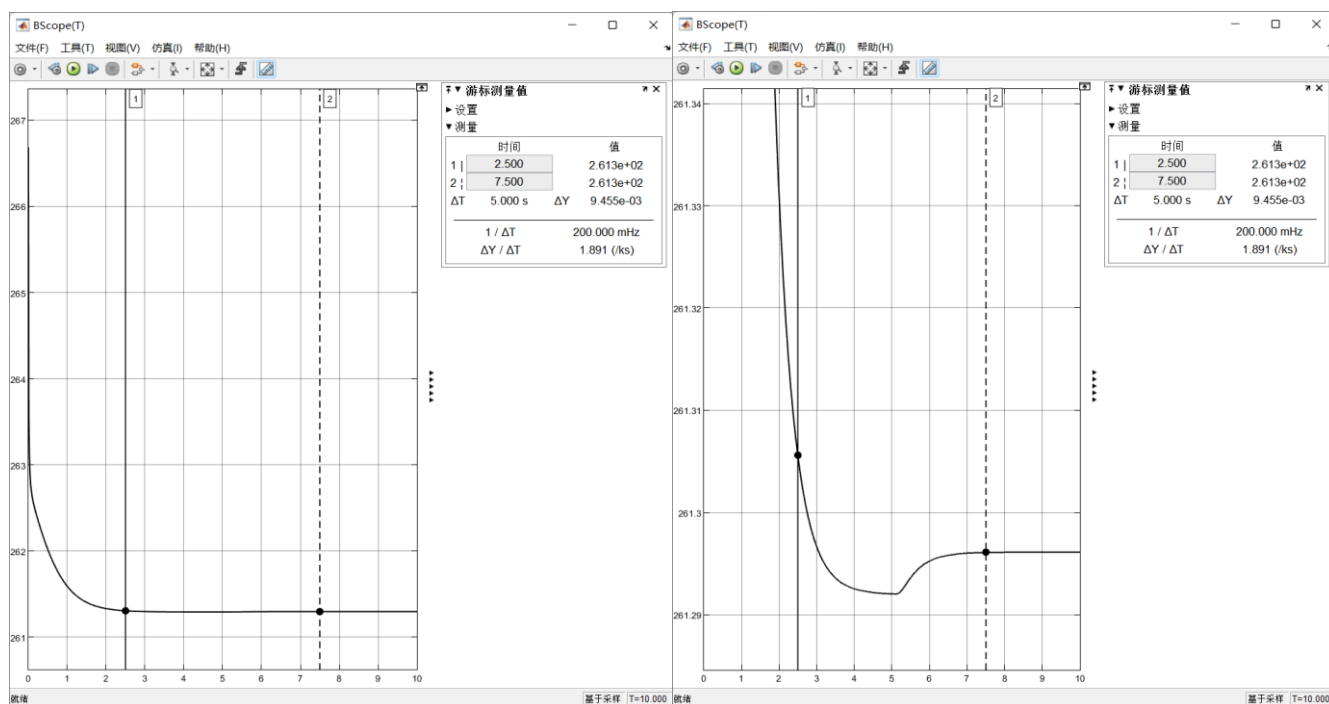 BScope(T)
文件(F) 工具(T) 视图(V) 仿真(I) 帮助(H)
267
266
265
264
263
262
261
0 1 2 3 4 5 6 7 8 9 10
1
2
游标测量值
设置
测量
时间 值
1 | 2.500 2.613e+02
2 ¦ 7.500 2.613e+02
ΔT 5.000 s ΔY 9.455e-03
1 / ΔT 200.000 mHz
ΔY / ΔT 1.891 (/ks)
就绪
基于采样 T=10.000
BScope(T)
文件(F) 工具(T) 视图(V) 仿真(I) 帮助(H)
261.34
261.33
261.32
261.31
261.3
261.29
0 1 2 3 4 5 6 7 8 9 10
1
2
游标测量值
设置
测量
时间 值
1 | 2.500 2.613e+02
2 ¦ 7.500 2.613e+02
ΔT 5.000 s ΔY 9.455e-03
1 / ΔT 200.000 mHz
ΔY / ΔT 1.891 (/ks)
就绪
基于采样 T=10.000